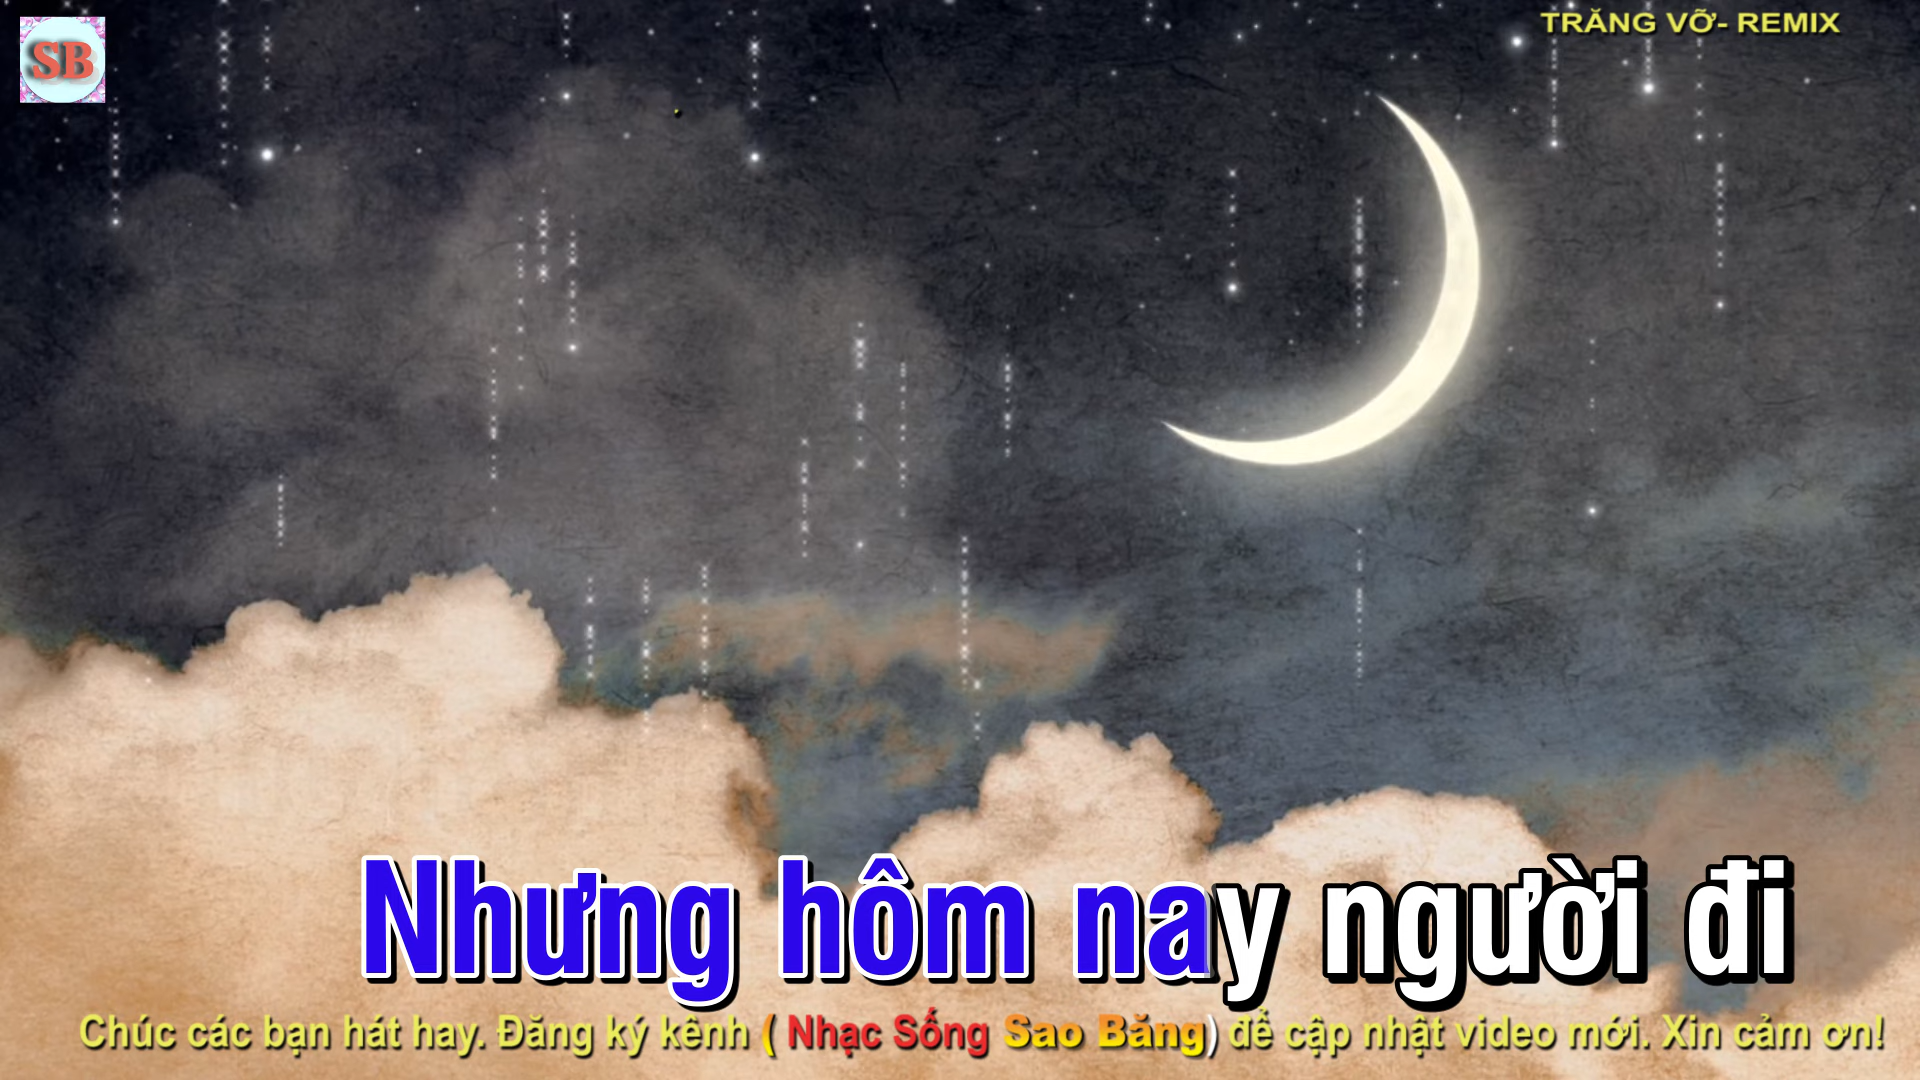 SB
TRĂNG VỠ- REMIX
Nhưng hôm nay người đi
Chúc các bạn hát hay. Đăng ký kênh ( Nhạc Sống Sao Băng) để cập nhật video mới. Xin cảm ơn!